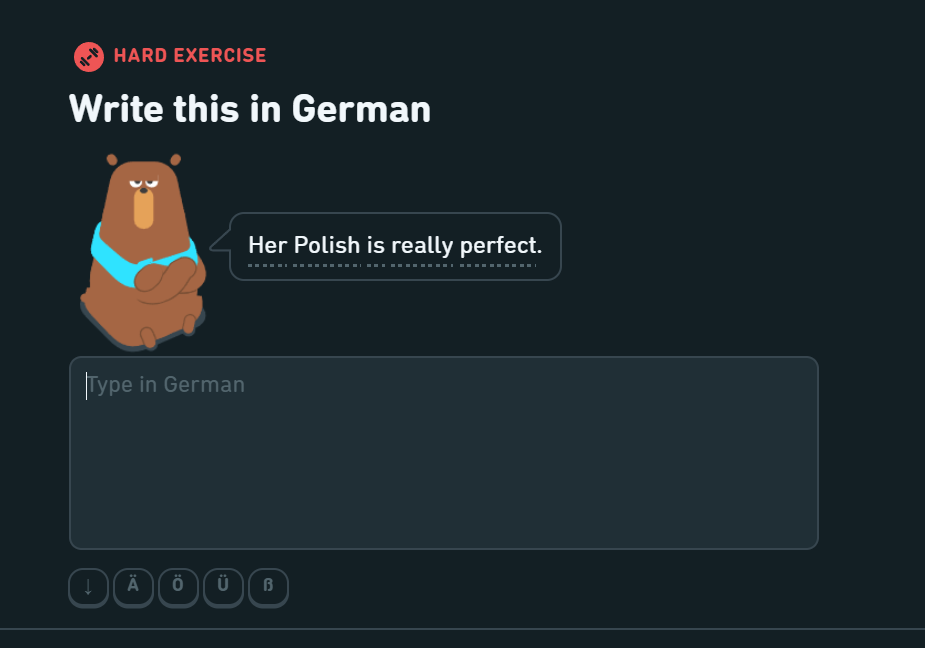 HARD EXERCISE
Write this in German
Her Polish is really perfect.
Type in German
↓ Ä Ö Ü ß